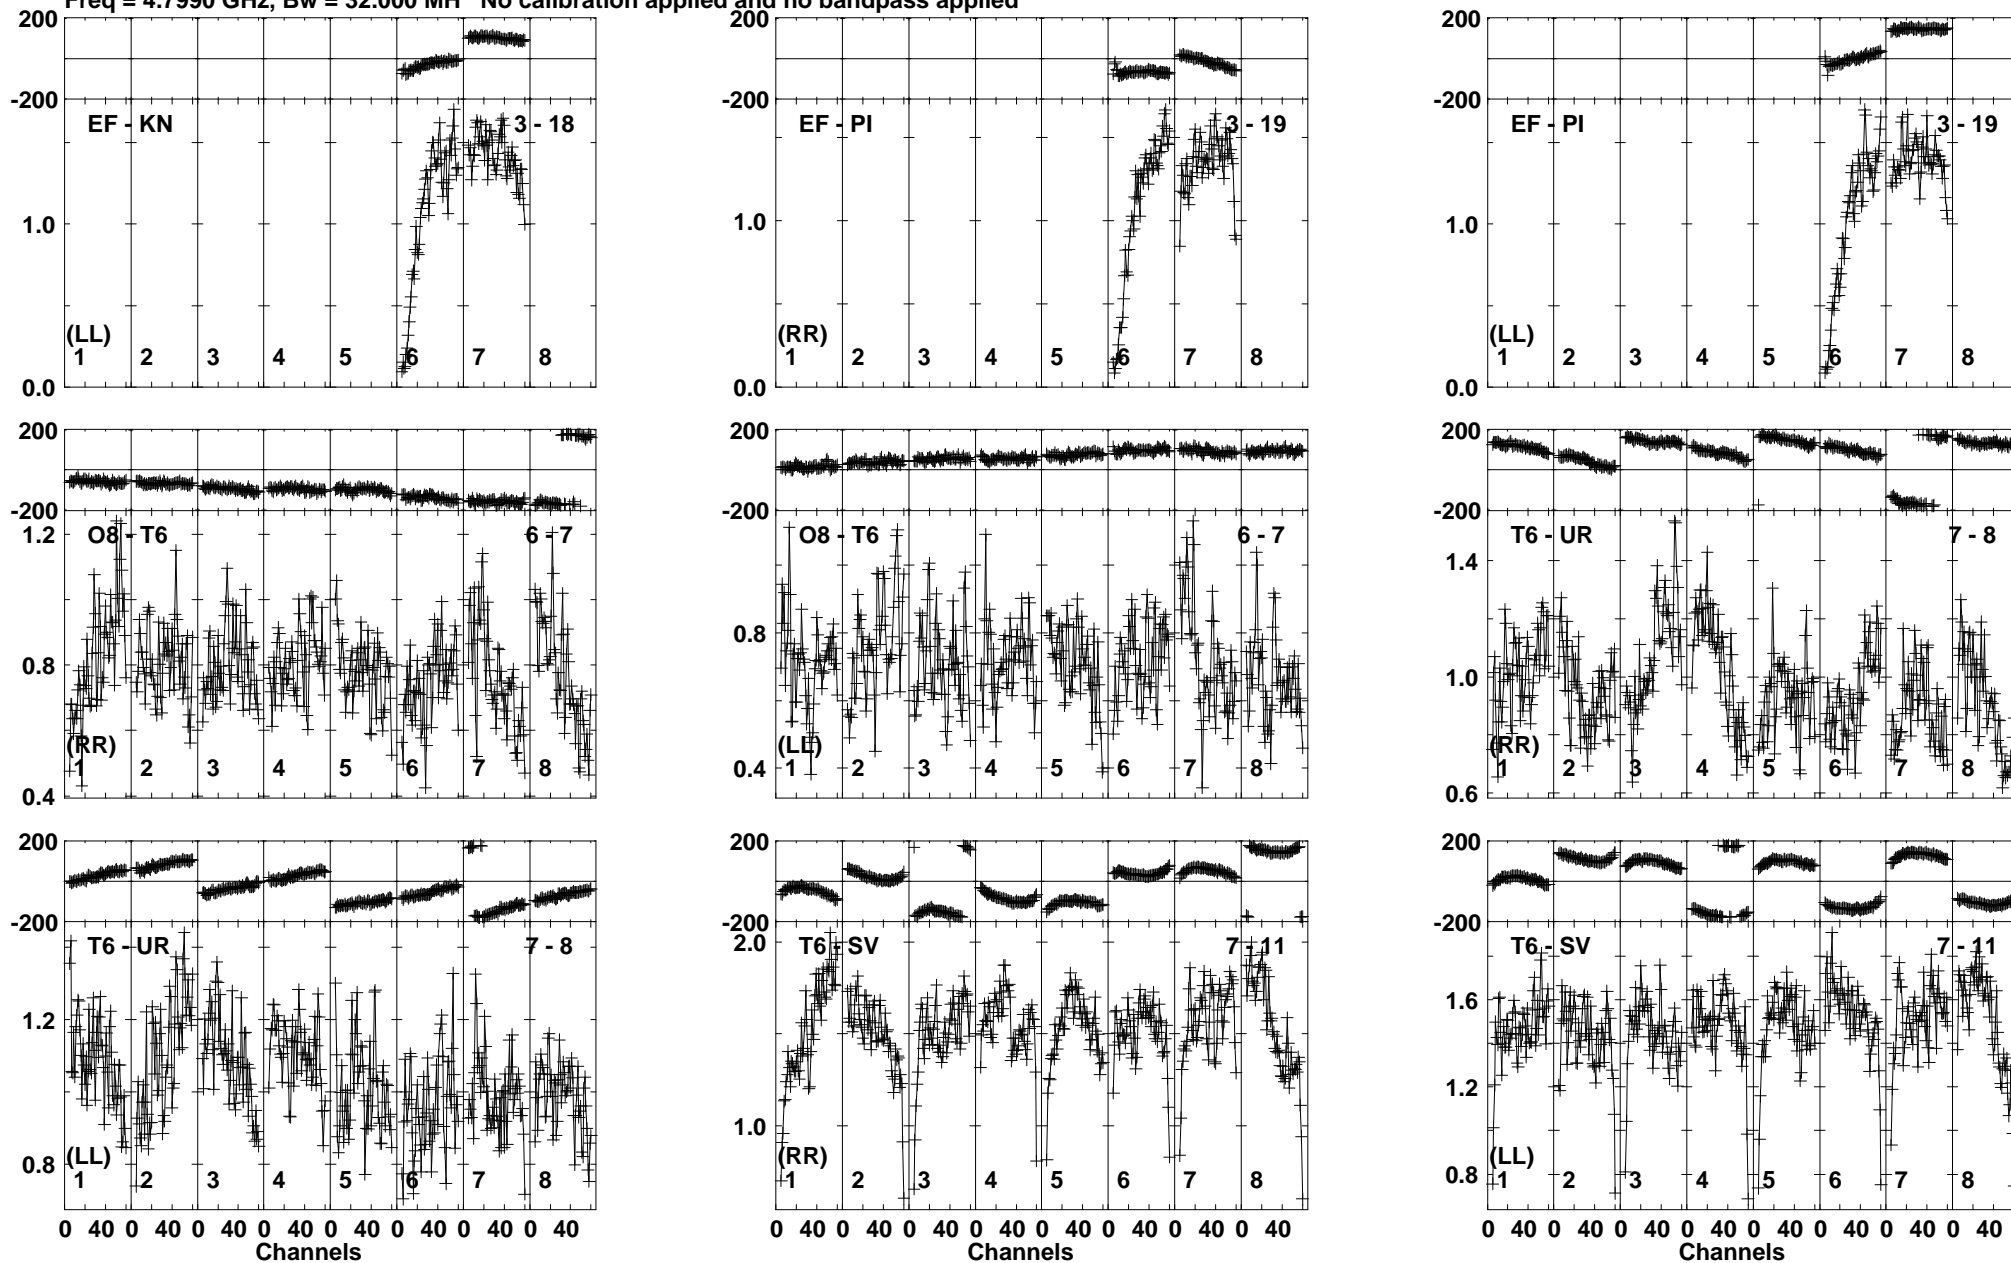 Freq = 4.7990 GHz, Bw = 32.000 MH No calibration applied and no bandpass applied
200 200 200
-200 -200 -200
EF - KN 3 - 18 EF - PI 3 - 19 EF - PI 3 - 19
1.0 1.0 1.0
(LL) (RR) (LL)
1 2 3 4 5 6 7 8 1 2 3 4 5 6 7 8 1 2 3 4 5 6 7 8
0.0 0.0 0.0
200 200 200
-200 -200 -200
O8 - T6 6 - 7 O8 - T6 6 - 7 T6 - UR 7 - 8
1.2 1.4
0.8 0.8 1.0
(RR) (LL) (RR)
1 2 3 4 5 6 7 8 1 2 3 4 5 6 7 8 1 2 3 4 5 6 7 8
0.4 0.4 0.6
200 200 200
-200 -200 -200
T6 - UR 7 - 8 T6 - SV 7 - 11 T6 - SV 7 - 11
2.0
1.2 1.6
1.2
1.0
0.8 0.8
(LL) (RR) (LL)
1 2 3 4 5 6 7 8 1 2 3 4 5 6 7 8 1 2 3 4 5 6 7 8
0 40 0 40 0 40 0 40 0 40 0 40 0 40 0 40 0 40 0 40 0 40 0 40 0 40 0 40 0 40 0 40 0 40 0 40 0 40 0 40 0 40 0 40 0 40 0 40
Channels Channels Channels